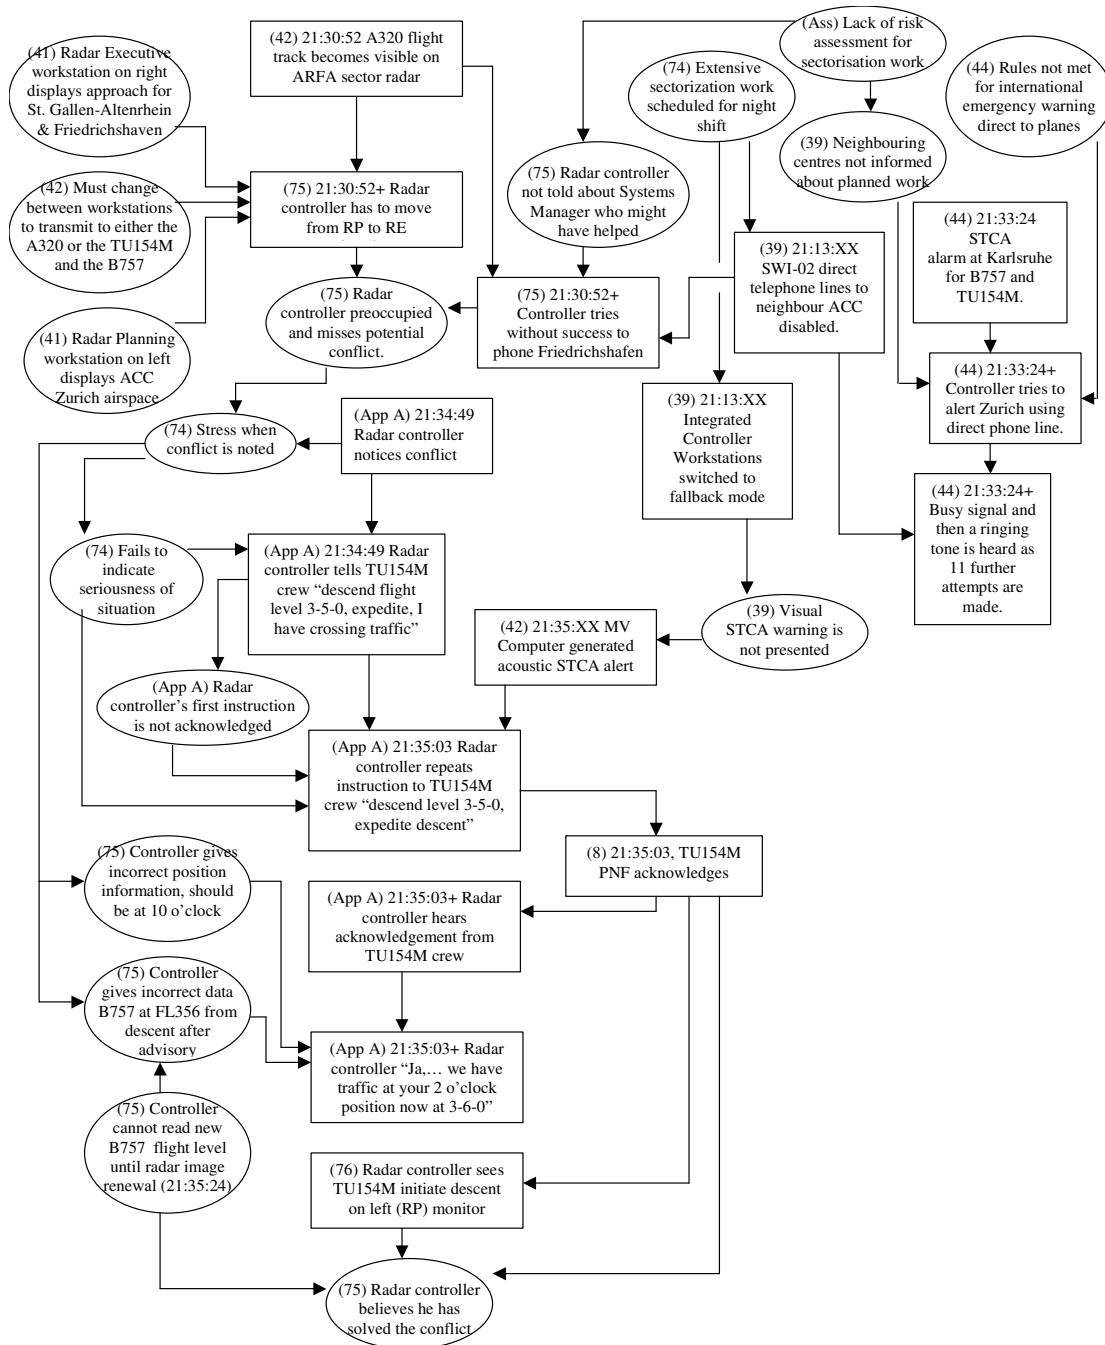 (41) Radar Executive
workstation on right
displays approach for
St. Gallen-Altenrhein
& Friedrichshaven
(42) 21:30:52 A320 flight
track becomes visible on
ARFA sector radar
(Ass) Lack of risk
assessment for
sectorisation work
(74) Extensive
sectorization work
scheduled for night
shift
(44) Rules not met
for international
emergency warning
direct to planes
(39) Neighbouring
centres not informed
about planned work
(42) Must change
between workstations
to transmit to either the
A320 or the TU154M
and the B757
(75) 21:30:52+ Radar
controller has to move
from RP to RE
(75) Radar controller
not told about Systems
Manager who might
have helped
(44) 21:33:24
STCA
alarm at Karlsruhe
for B757 and
TU154M.
(39) 21:13:XX
SWI-02 direct
telephone lines to
neighbour ACC
disabled.
(75) Radar
controller preoccupied
and misses potential
conflict.
(75) 21:30:52+
Controller tries
without success to
phone Friedrichshafen
(41) Radar Planning
workstation on left
displays ACC
Zurich airspace
(44) 21:33:24+
Controller tries to
alert Zurich using
direct phone line.
(39) 21:13:XX
Integrated
Controller
Workstations
switched to
fallback mode
(74) Stress when
conflict is noted
(App A) 21:34:49
Radar controller
notices conflict
(44) 21:33:24+
Busy signal and
then a ringing
tone is heard as
11 further
attempts are
made.
(74) Fails to
indicate
seriousness of
situation
(App A) 21:34:49 Radar
controller tells TU154M
crew “descend flight
level 3-5-0, expedite, I
have crossing traffic”
(39) Visual
STCA warning is
not presented
(42) 21:35:XX MV
Computer generated
acoustic STCA alert
(App A) Radar
controller’s first instruction
is not acknowledged
(App A) 21:35:03 Radar
controller repeats
instruction to TU154M
crew “descend level 3-5-0,
expedite descent”
(8) 21:35:03, TU154M
PNF acknowledges
(75) Controller gives
incorrect position
information, should
be at 10 o’clock
(App A) 21:35:03+ Radar
controller hears
acknowledgement from
TU154M crew
(75) Controller
gives incorrect data
B757 at FL356 from
descent after
advisory
(App A) 21:35:03+ Radar
controller “Ja,… we have
traffic at your 2 o’clock
position now at 3-6-0”
(75) Controller
cannot read new
B757 flight level
until radar image
renewal (21:35:24)
(76) Radar controller sees
TU154M initiate descent
on left (RP) monitor
(75) Radar controller
believes he has
solved the conflict